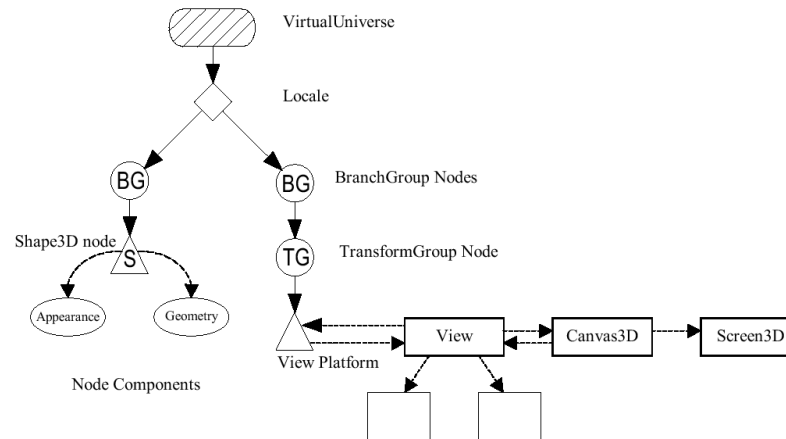 VirtualUniverse
Locale
BG
BG
BranchGroup Nodes
Shape3D node
S
TG
TransformGroup Node
Appearance
Geometry
View
Canvas3D
Screen3D
View Platform
Node Components